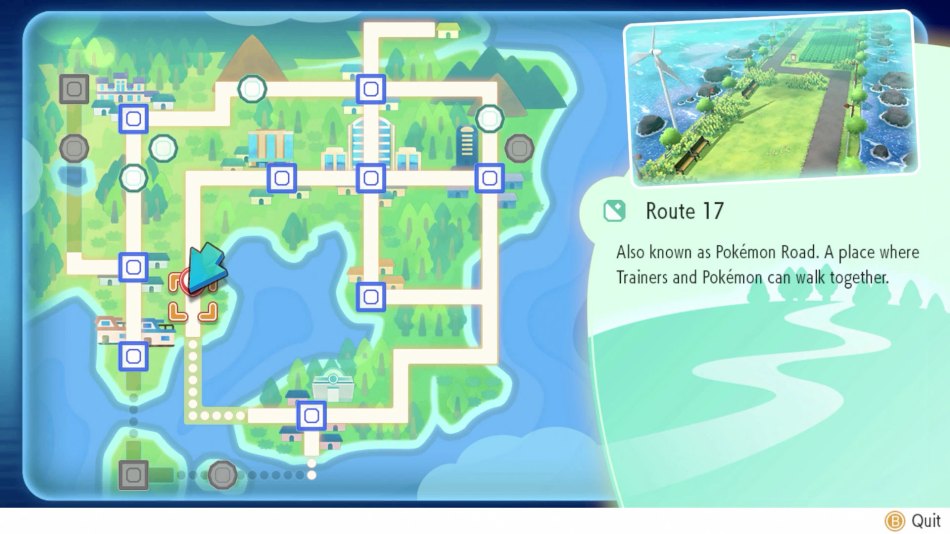 Route 17
Also known as Pokémon Road. A place where
Trainers and Pokémon can walk together.
B Quit